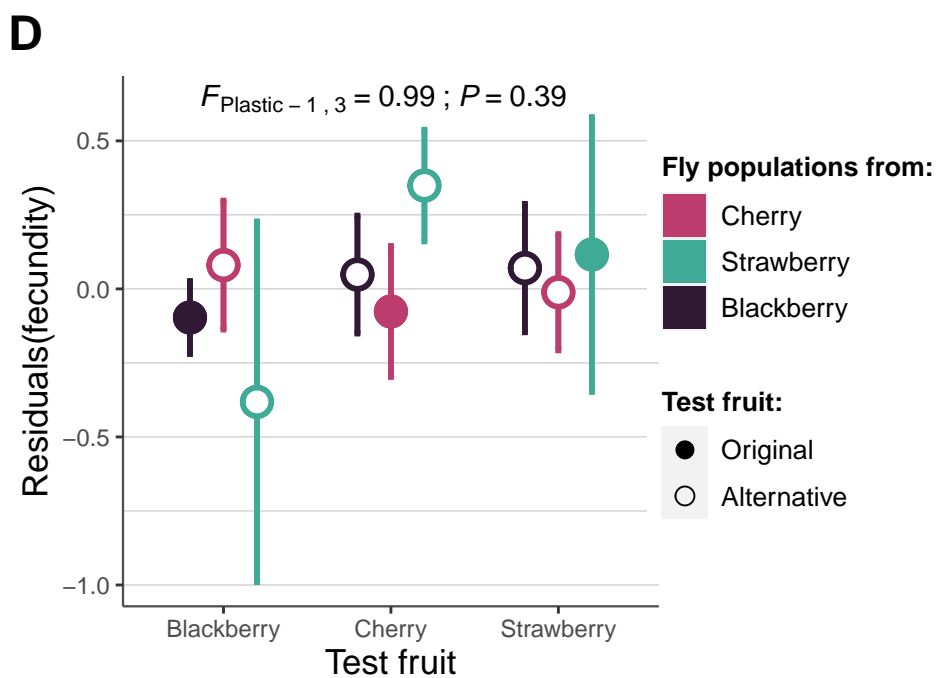 D
F Plastic − 1 , 3 = 0.99 ; P = 0.39
Residuals(fecundity)
0.5
0.0
−0.5
−1.0
Blackberry
Cherry
Strawberry
Test fruit
Fly populations from:
Cherry
Strawberry
Blackberry
Test fruit:
Original
Alternative